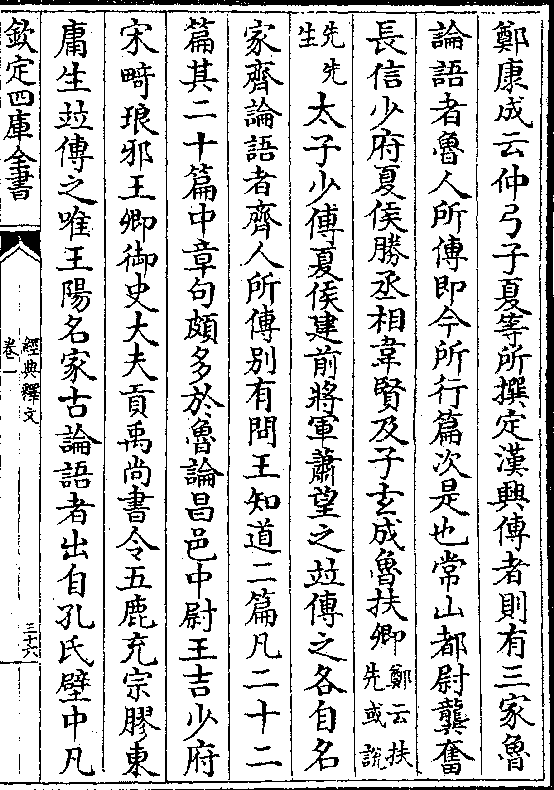 鄭康成云仲弓子夏等所撰定漢興傳者則有三家魯
論語者魯人所傳即今所行篇次是也常山都尉龔奮
長信少府夏侯勝丞相韋賢及子𤣥成魯扶卿鄭云扶先或說
先先生太子少傅夏侯建前將軍蕭望之竝傳之各自名
家齊論語者齊人所傳别有問王知道二篇凡二十二
篇其二十篇中章句頗多於魯論昌邑中尉王吉少府
宋畸琅邪王卿御史大夫貢禹尚書令五鹿充宗膠東
庸生竝傳之唯王陽名家古論語者出自孔氏壁中凡
欽定四庫全書
經典釋文
卷一
三十六